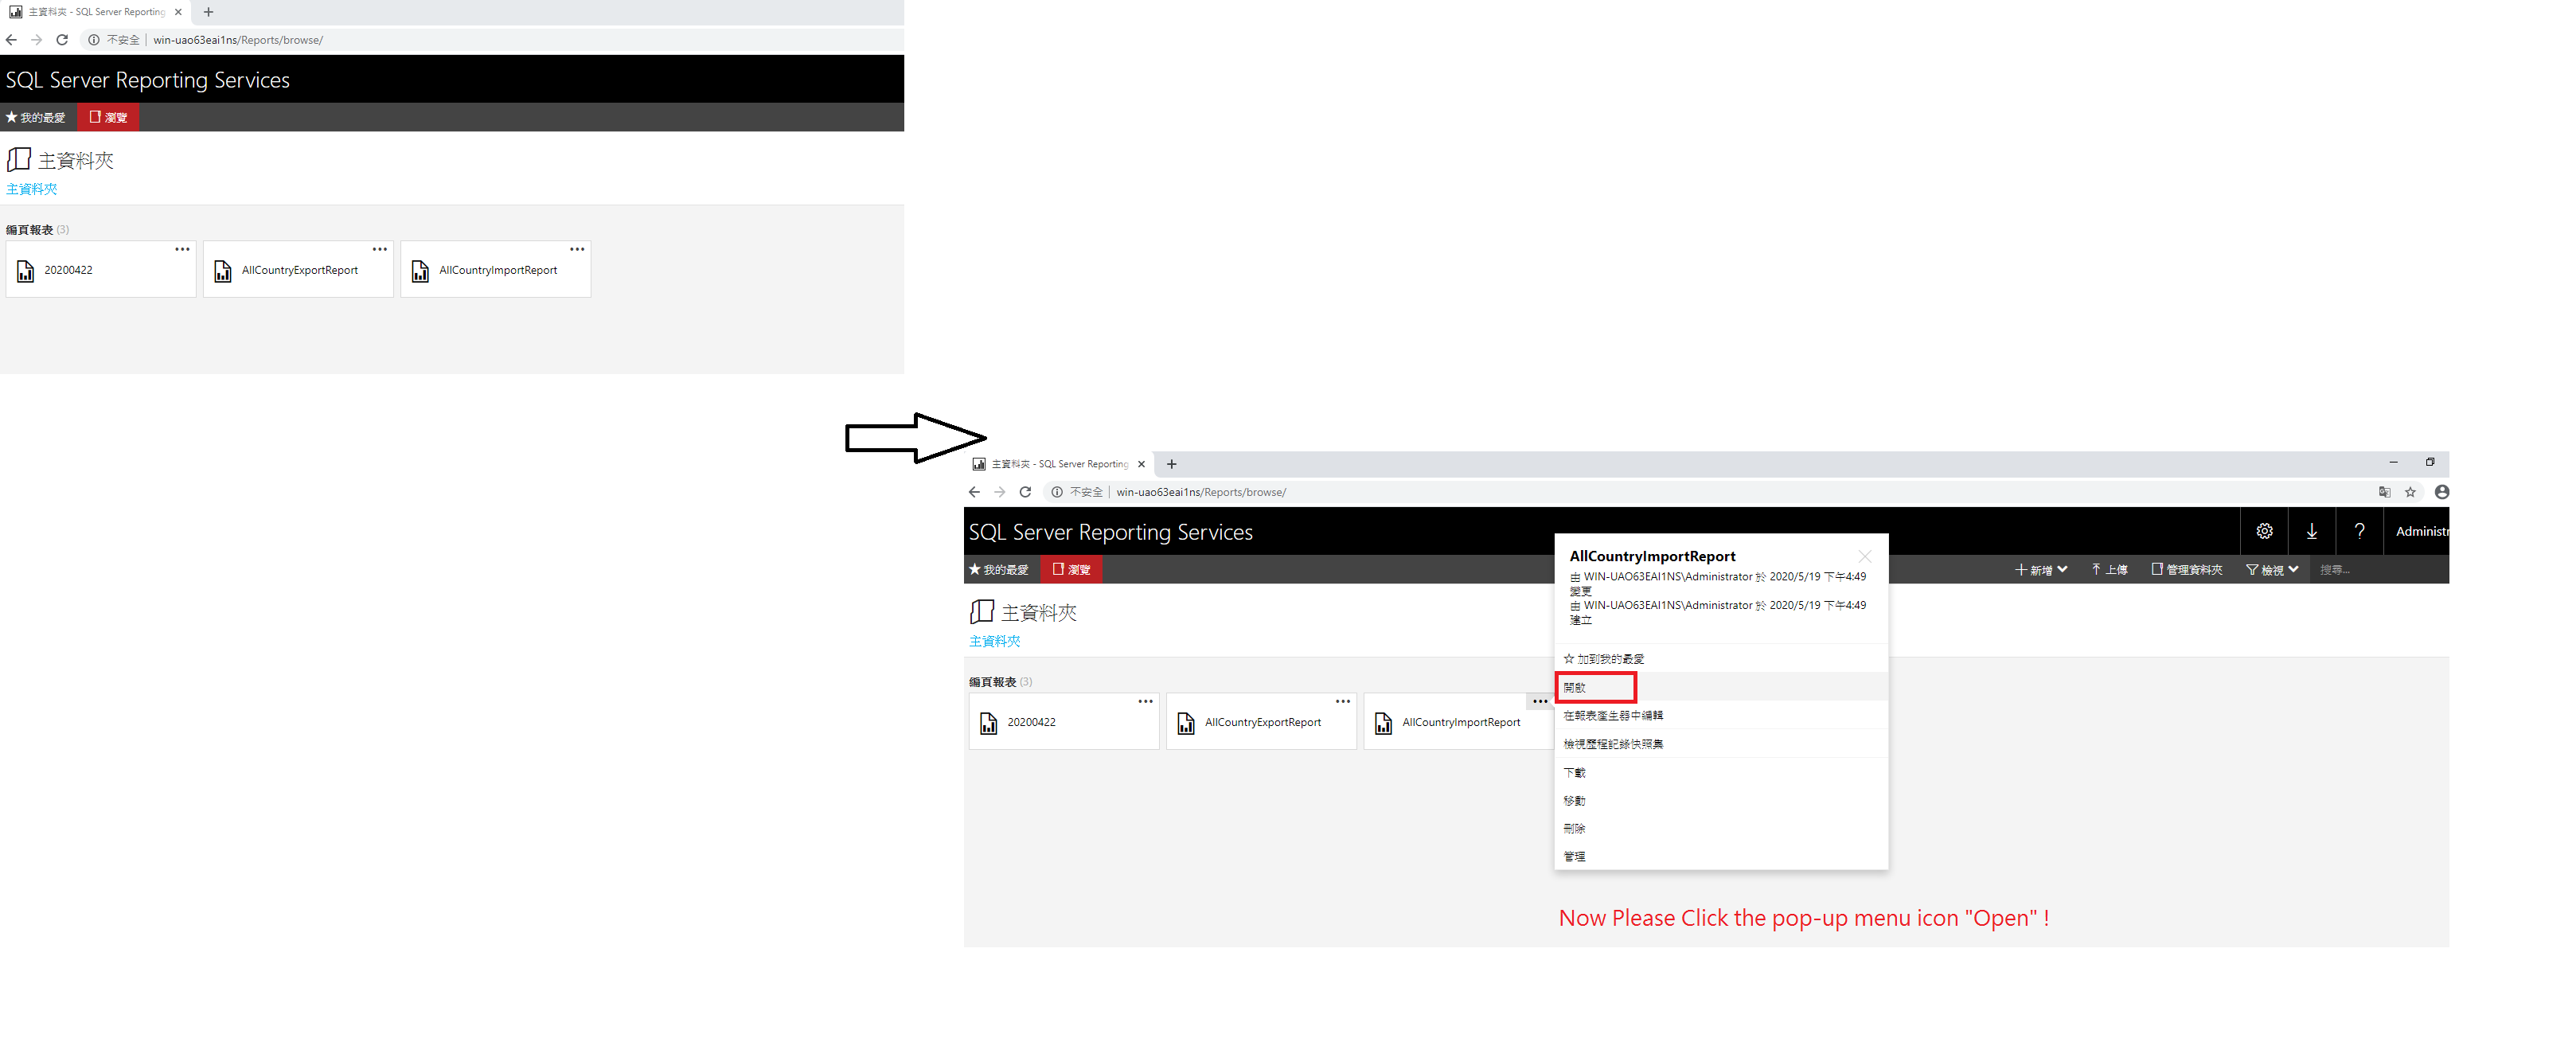 主資料夾 - SQL Server Reporting
不安全 win-uao63eai1ns/Reports/browse/
SQL Server Reporting Services
我的最愛 瀏覽
主資料夾
主資料夾
編頁報表 (3)
20200422 AllCountryExportReport AllCountryImportReport
主資料夾 - SQL Server Reporting
不安全 win-uao63eai1ns/Reports/browse/
SQL Server Reporting Services Administr
我的最愛 瀏覽 新增 上傳 管理資料夾 檢視 搜尋...
主資料夾
主資料夾
編頁報表 (3)
20200422 AllCountryExportReport AllCountryImportReport
AllCountryImportReport
由 WIN-UAO63EAI1NS\Administrator 於 2020/5/19 下午4:49
變更
由 WIN-UAO63EAI1NS\Administrator 於 2020/5/19 下午4:49
建立
加到我的最愛
開啟
在報表產生器中編輯
檢視歷程記錄快照集
下載
移動
刪除
管理
Now Please Click the pop-up menu icon "Open" !